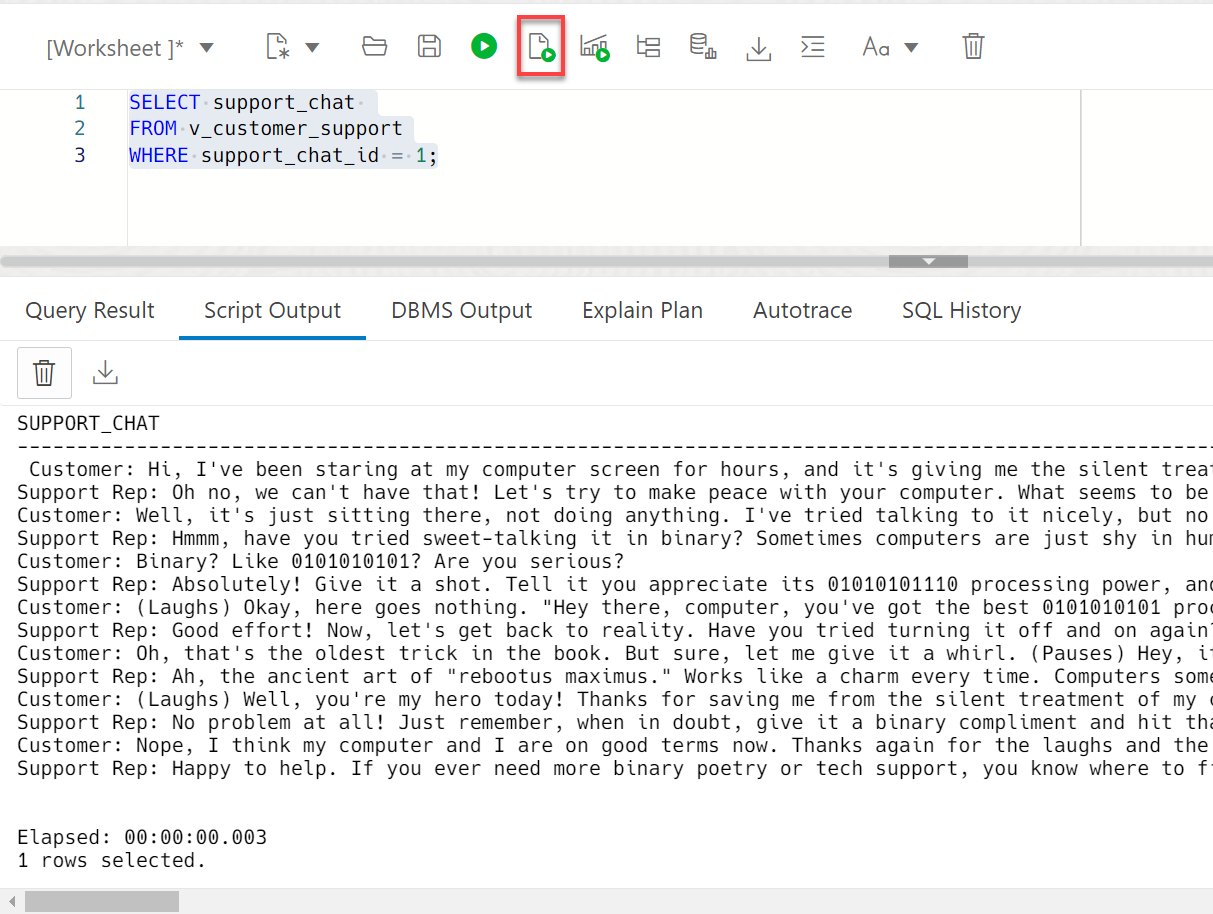 [Worksheet ]*
Aa
1 SELECT support_chat
2 FROM v_customer_support
3 WHERE support_chat_id = 1;
Query Result Script Output DBMS Output Explain Plan Autotrace SQL History
SUPPORT_CHAT
----------------------------------------------------------------------------------------------------
Customer: Hi, I've been staring at my computer screen for hours, and it's giving me the silent
Support Rep: Oh no, we can't have that! Let's try to make peace with your computer. What seems to be
Customer: Well, it's just sitting there, not doing anything. I've tried talking to it nicely, but no
Support Rep: Hmmm, have you tried sweet-talking it in binary? Sometimes computers are just shy in
Customer: Binary? Like 0101010101? Are you serious?
Support Rep: Absolutely! Give it a shot. Tell it you appreciate its 01010101110 processing power,
Customer: (Laughs) Okay, here goes nothing. "Hey there, computer, you've got the best 0101010101
Support Rep: Good effort! Now, let's get back to reality. Have you tried turning it off and on again?
Customer: Oh, that's the oldest trick in the book. But sure, let me give it a whirl. (Pauses) Hey,
Support Rep: Ah, the ancient art of "rebootus maximus." Works like a charm every time. Computers
Customer: (Laughs) Well, you're my hero today! Thanks for saving me from the silent treatment of my
Support Rep: No problem at all! Just remember, when in doubt, give it a binary compliment and hit
Customer: Nope, I think my computer and I are on good terms now. Thanks again for the laughs and the
Support Rep: Happy to help. If you ever need more binary poetry or tech support, you know where to
Elapsed: 00:00:00.003
1 rows selected.